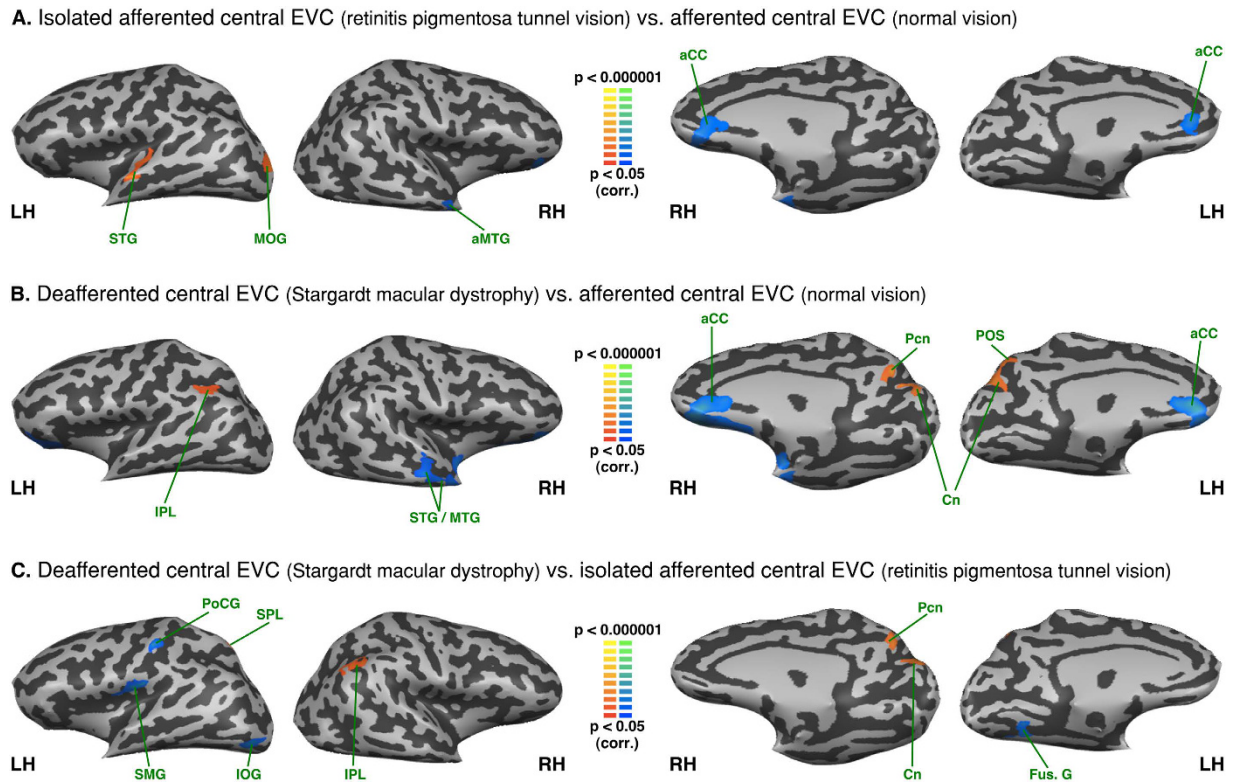 A. Isolated afferented central EVC (retinitis pigmentosa tunnel vision) vs. afferented central EVC (normal vision)
aCC
aCC
p < 0.000001
p < 0.05
(corr.)
LH
RH
RH
LH
STG
MOG
aMTG
B. Deafferented central EVC (Stargardt macular dystrophy) vs. afferented central EVC (normal vision)
aCC
Pcn
POS
aCC
p < 0.000001
p < 0.05
(corr.)
LH
RH
RH
Cn
LH
IPL
STG / MTG
C. Deafferented central EVC (Stargardt macular dystrophy) vs. isolated afferented central EVC (retinitis pigmentosa tunnel vision)
PoCG
SPL
Pcn
p < 0.000001
p < 0.05
(corr.)
LH
SMG
IOG
IPL
RH
RH
Cn
Fus. G
LH